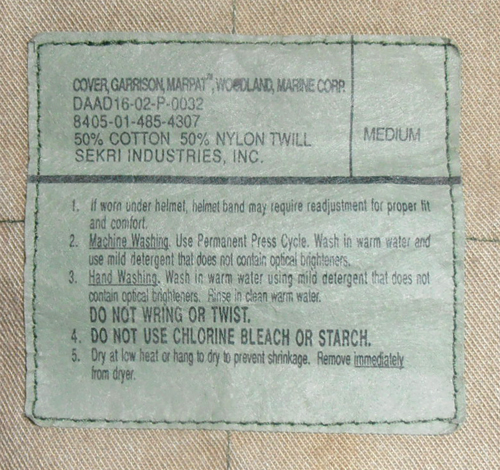 COVER, GARRISON, MARPAT™, WOODLAND, MARINE CORP.
DAAD16-02-P-0032
8405-01-485-4307
50% COTTON 50% NYLON TWILL
SEKRI INDUSTRIES, INC.
MEDIUM
1. If worn under helmet, helmet band may require readjustment for proper fit
and comfort.
2. Machine Washing. Use Permanent Press Cycle. Wash in warm water and
use mild detergent that does not contain optical brighteners.
3. Hand Washing. Wash in warm water using mild detergent that does not
contain optical brighteners. Rinse in clean warm water.
DO NOT WRING OR TWIST.
4. DO NOT USE CHLORINE BLEACH OR STARCH.
5. Dry at low heat or hang to dry to prevent shrinkage. Remove immediately
from dryer.